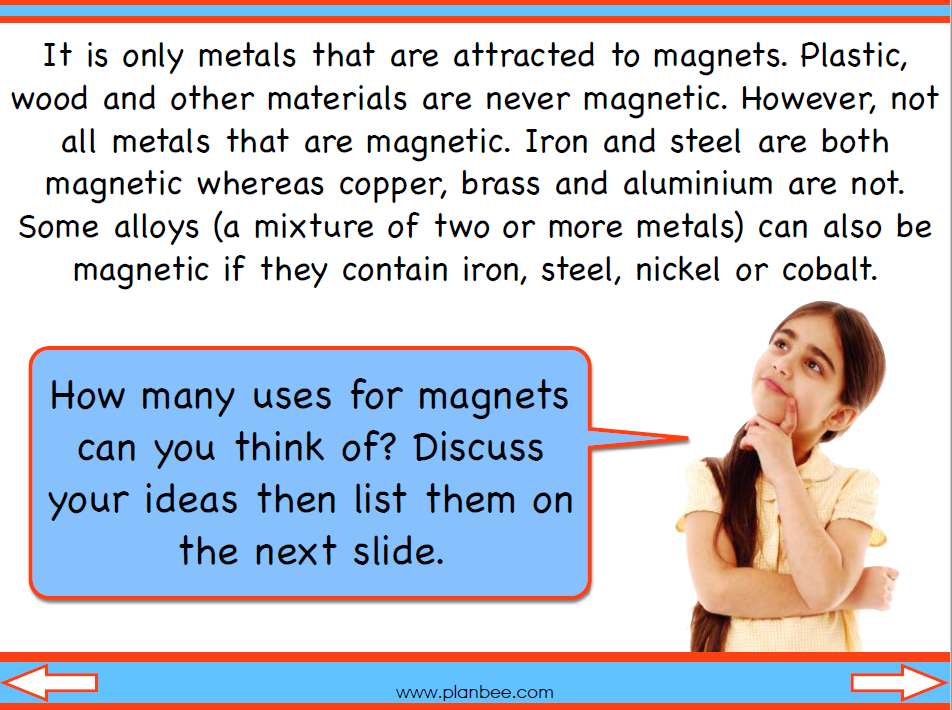 It is only metals that are attracted to magnets. Plastic,
wood and other materials are never magnetic. However, not
all metals that are magnetic. Iron and steel are both
magnetic whereas copper, brass and aluminium are not.
Some alloys (a mixture of two or more metals) can also be
magnetic if they contain iron, steel, nickel or cobalt.
How many uses for magnets
can you think of? Discuss
your ideas then list them on
the next slide.
www.planbee.com